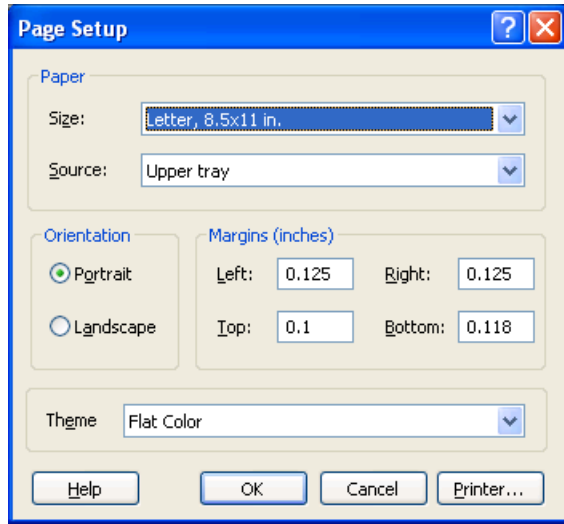 Page Setup
Paper
Size: Letter, 8.5x11 in.
Source: Upper tray
Orientation
Portrait
Landscape
Margins (inches)
Left: 0.125 Right: 0.125
Top: 0.1 Bottom: 0.118
Theme Flat Color
Help OK Cancel Printer...